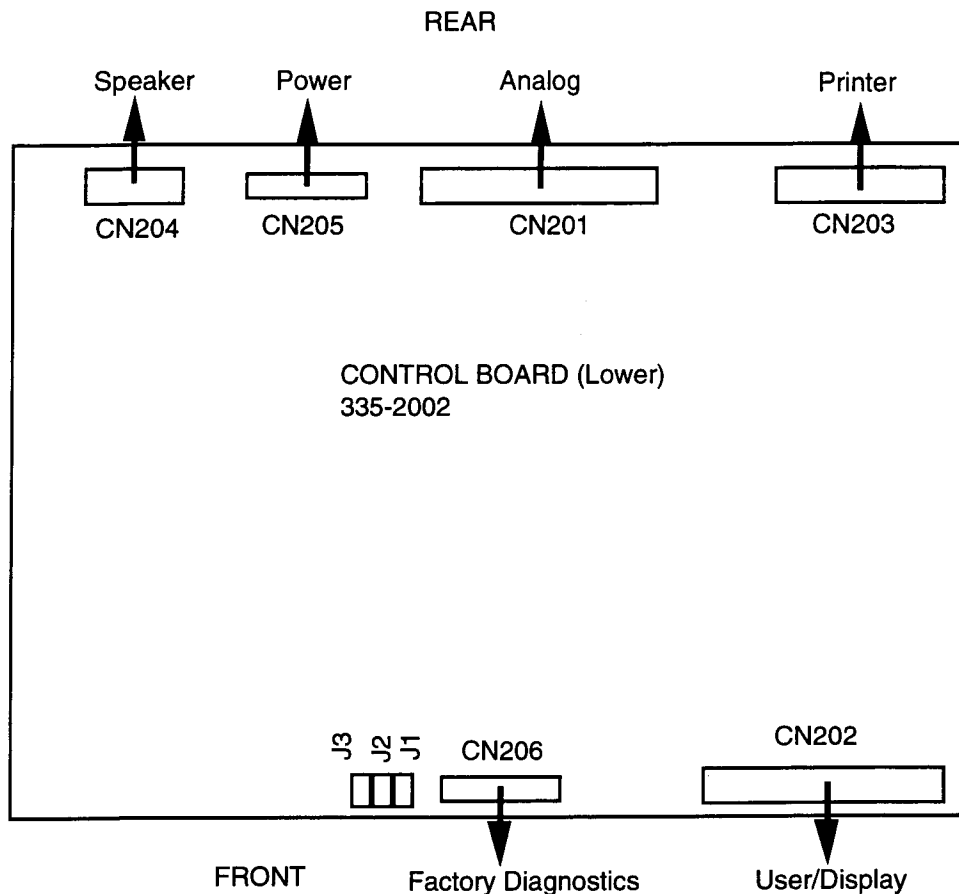 REAR
Speaker
Power
Analog
Printer
CN204
CN205
CN201
CN203
CONTROL BOARD (Lower)
335-2002
J3
J2
J1
CN206
CN202
FRONT
Factory Diagnostics
User/Display